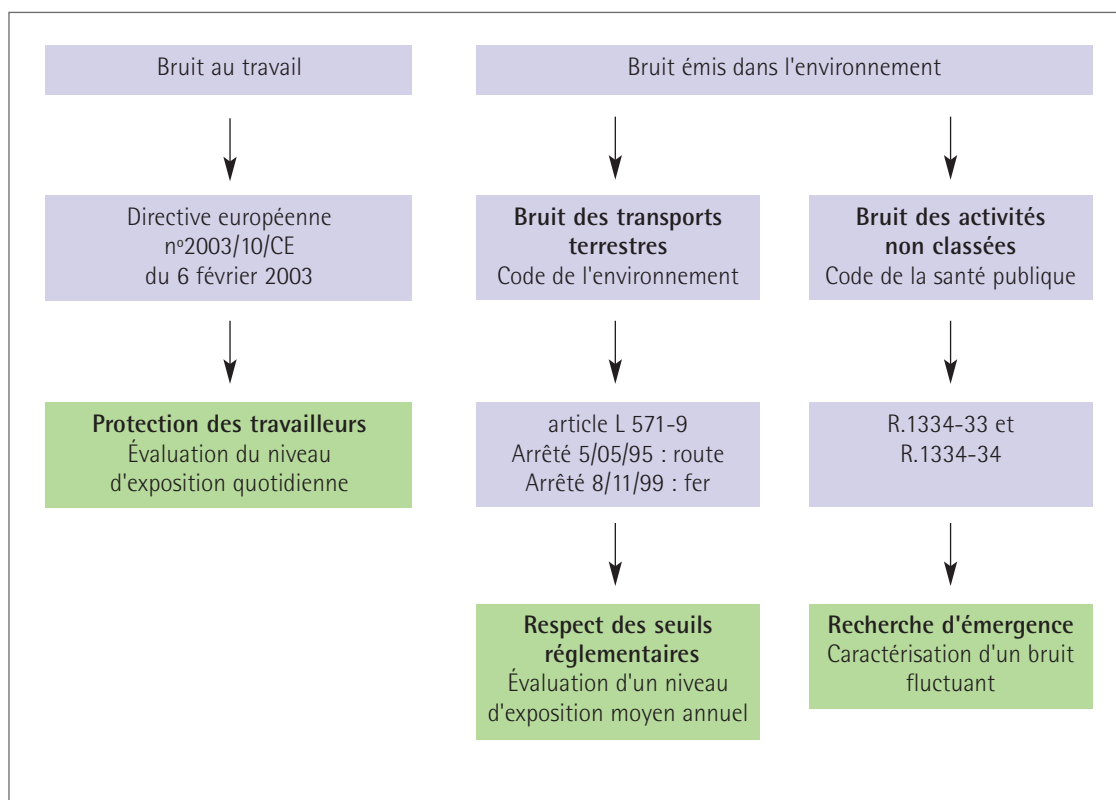 Bruit au travail
Bruit émis dans l'environnement
Directive européenne
nº2003/10/CE
du 6 février 2003
Bruit des transports
terrestres
Code de l'environnement
Bruit des activités
non classées
Code de la santé publique
Protection des travailleurs
Évaluation du niveau
d'exposition quotidienne
article L 571-9
Arrêté 5/05/95 : route
Arrêté 8/11/99 : fer
R.1334-33 et
R.1334-34
Respect des seuils
réglementaires
Évaluation d'un niveau
d'exposition moyen annuel
Recherche d'émergence
Caractérisation d'un bruit
fluctuant